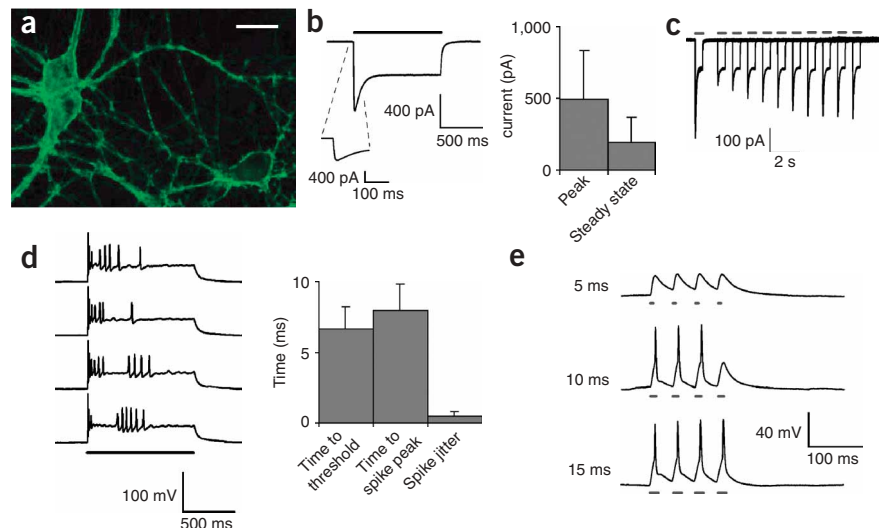 a
b
400 pA
500 ms
400 pA
100 ms
current (pA)
1,000
500
0
Peak
Steady state
c
100 pA
2 s
d
100 mV
500 ms
Time (ms)
10
5
0
Time to
threshold
Time to
spike peak
Spike jitter
e
5 ms
10 ms
15 ms
40 mV
100 ms